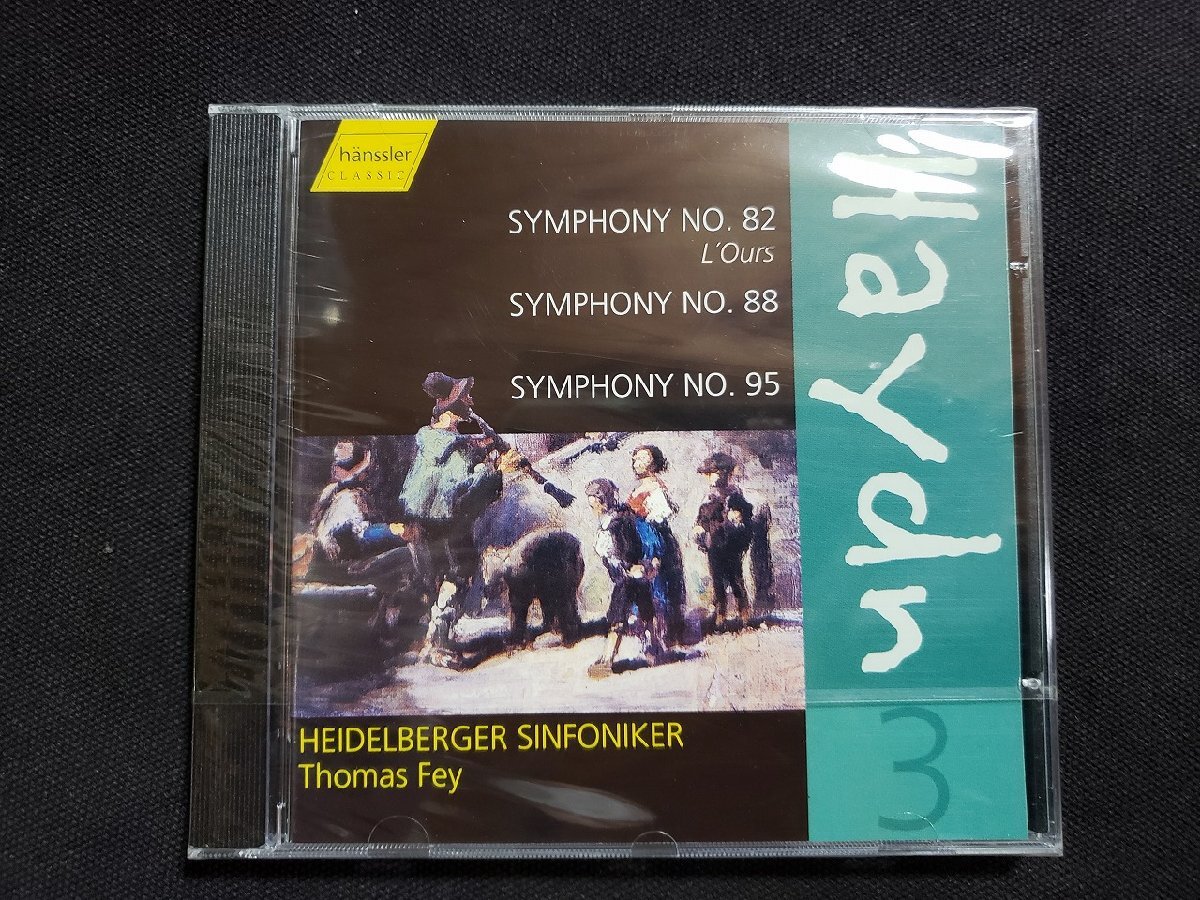 hänssler
CLASSIC
SYMPHONY NO. 82
L'Ours
SYMPHONY NO. 88
SYMPHONY NO. 95
Haydn
3
HEIDELBERGER SINFONIKER
Thomas Fey